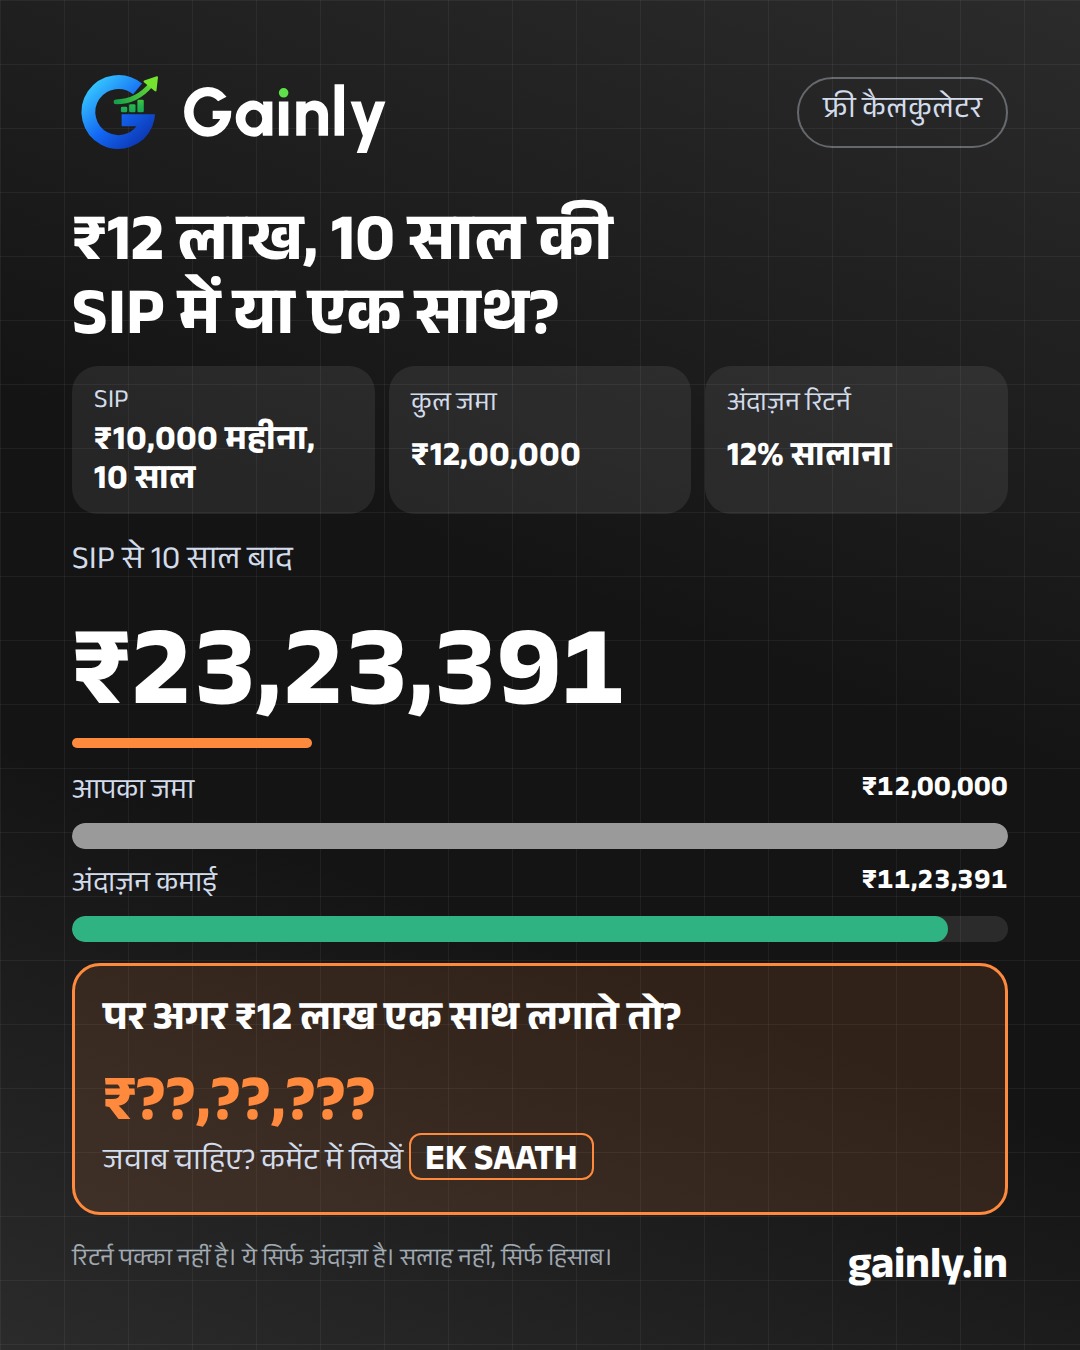 Gainly
फ्री कैलकुलेटर
₹12 लाख, 10 साल की
SIP में या एक साथ?
SIP
₹10,000 महीना,
10 साल
कुल जमा
₹12,00,000
अंदाज़न रिटर्न
12% सालाना
SIP से 10 साल बाद
₹23,23,391
आपका जमा
₹12,00,000
अंदाज़न कमाई
₹11,23,391
पर अगर ₹12 लाख एक साथ लगाते तो?
₹??,??,???
जवाब चाहिए? कमेंट में लिखें EK SAATH
रिटर्न पक्का नहीं है। ये सिर्फ अंदाज़ा है। सलाह नहीं, सिर्फ हिसाब।
gainly.in